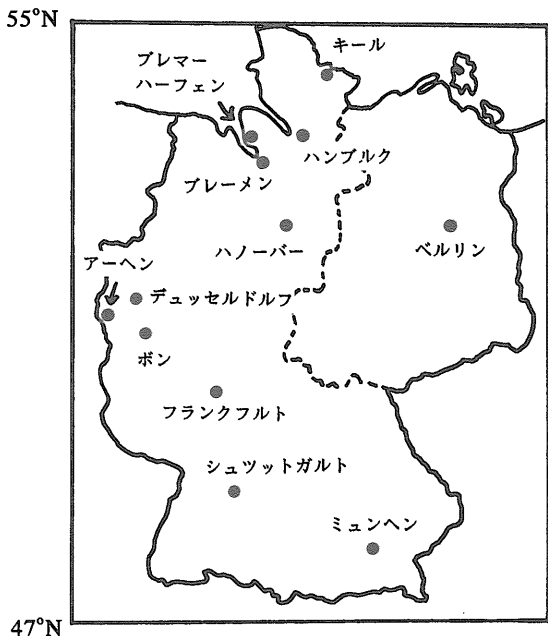 55°N
キール
ブレマー
ハーフェン
ハンブルク
ブレーメン
ハノーバー
ベルリン
アーヘン
デュッセルドルフ
ボン
フランクフルト
シュツットガルト
ミュンヘン
47°N